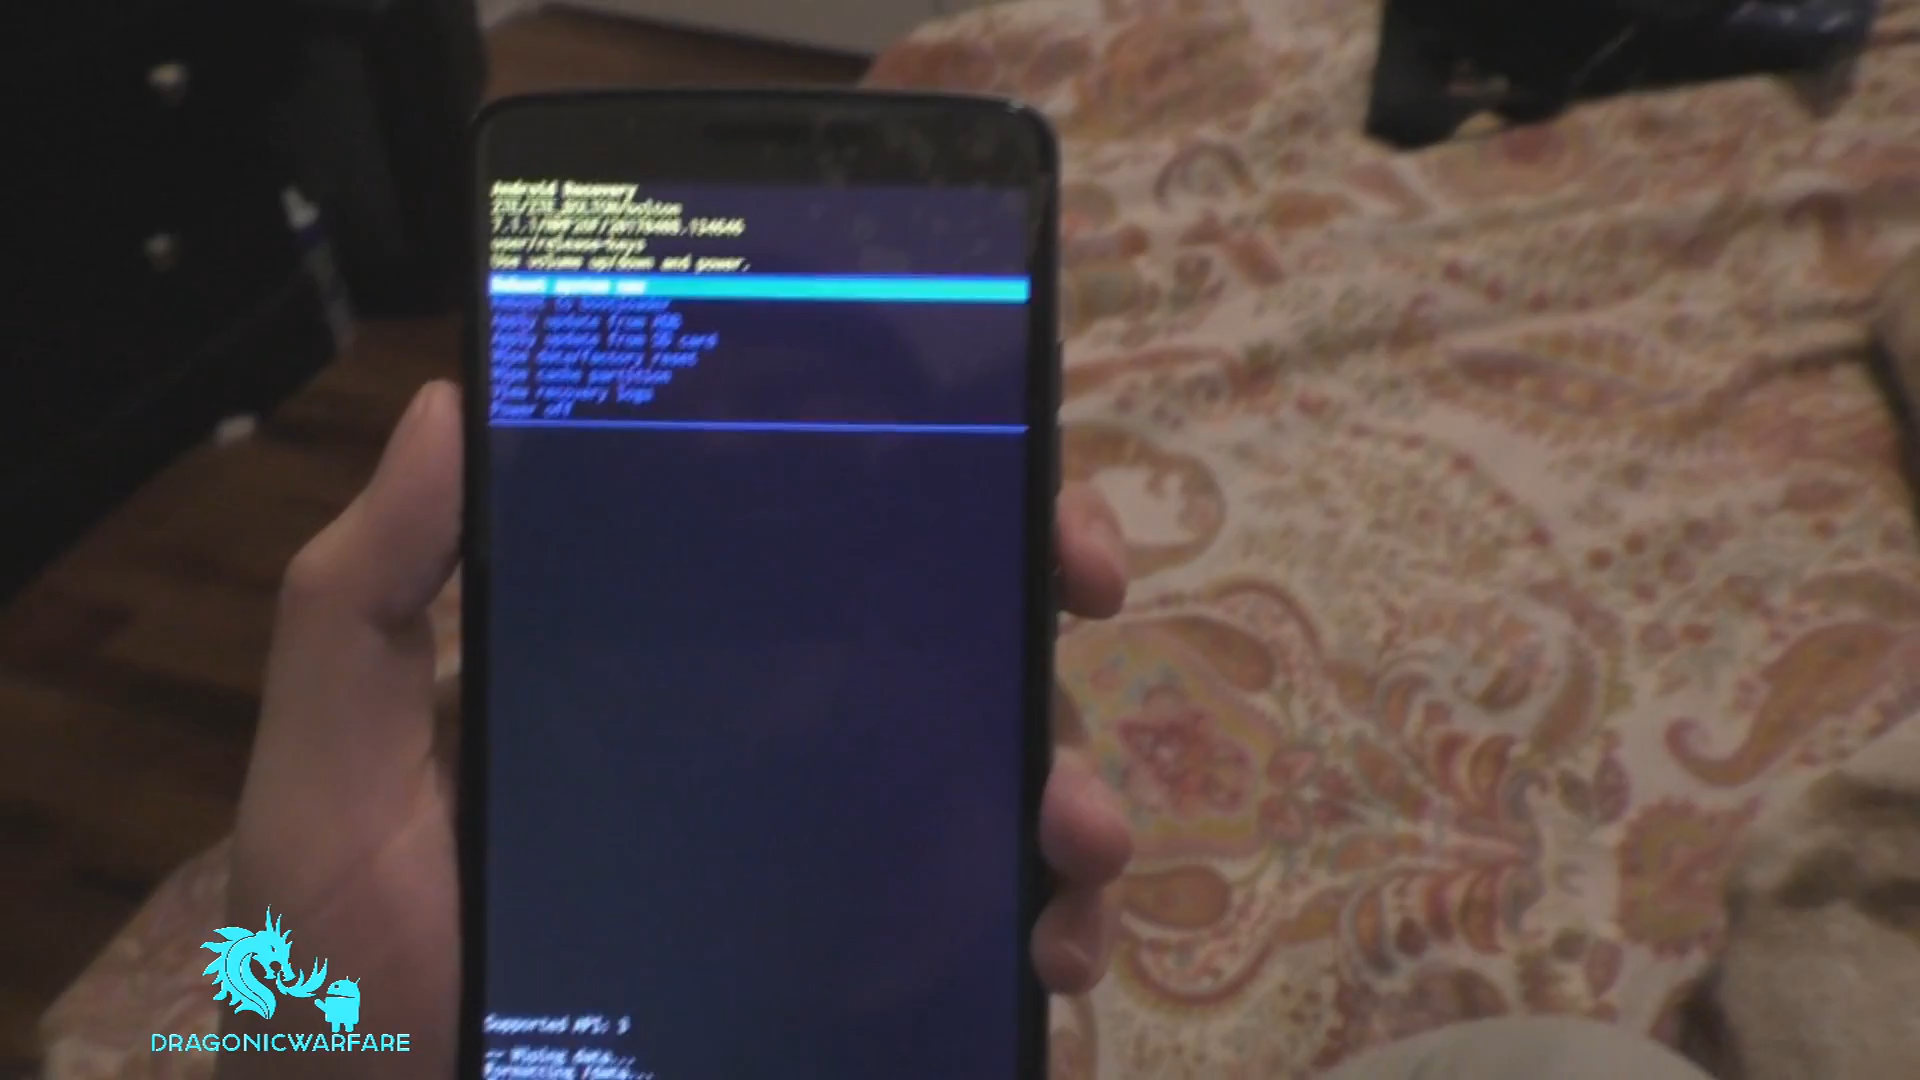 Android Recovery
user/release-keys
Use volume up/down and power.
Reboot system now
Reboot to bootloader
Apply update from ADB
Apply update from SD card
Wipe data/factory reset
Wipe cache partition
View recovery logs
Power off
Supported API: 3
-- Wiping data...
Formatting /data...
DRAGONICWARFARE